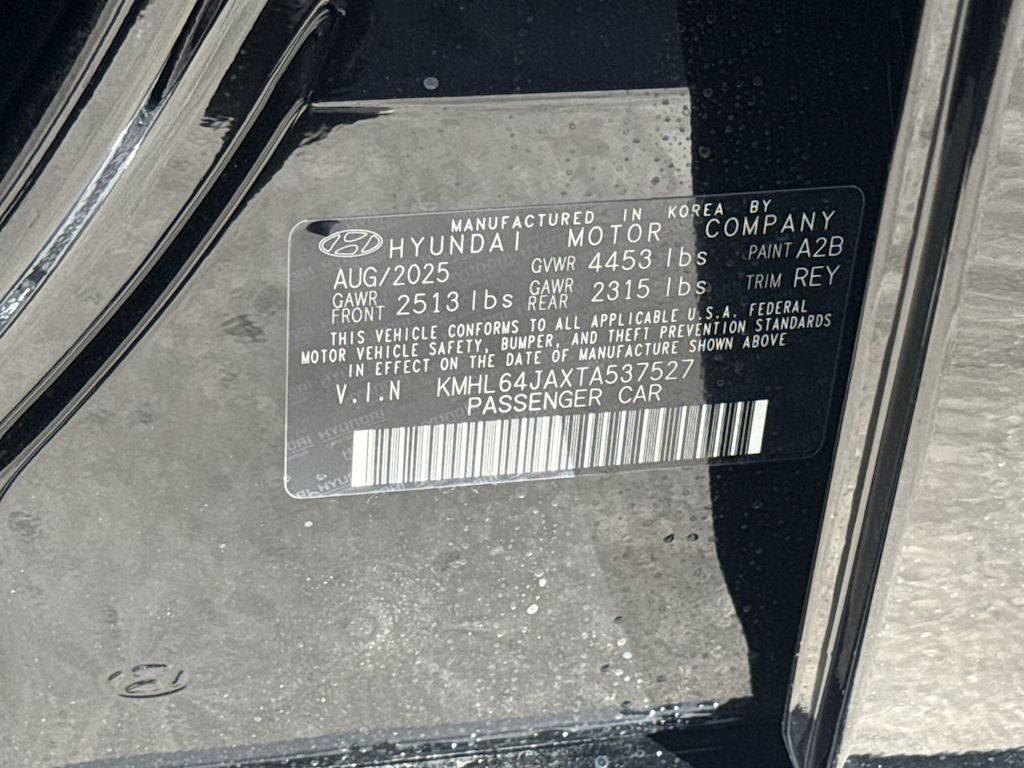 MANUFACTURED IN KOREA BY
HYUNDAI MOTOR COMPANY
AUG/2025 GVWR 4453 lbs PAINT A2B
GAWR FRONT 2513 lbs GAWR REAR 2315 lbs TRIM REY
THIS VEHICLE CONFORMS TO ALL APPLICABLE U.S.A. FEDERAL
MOTOR VEHICLE SAFETY, BUMPER, AND THEFT PREVENTION STANDARDS
IN EFFECT ON THE DATE OF MANUFACTURE SHOWN ABOVE
V.I.N KMHL64JAXTA537527
PASSENGER CAR